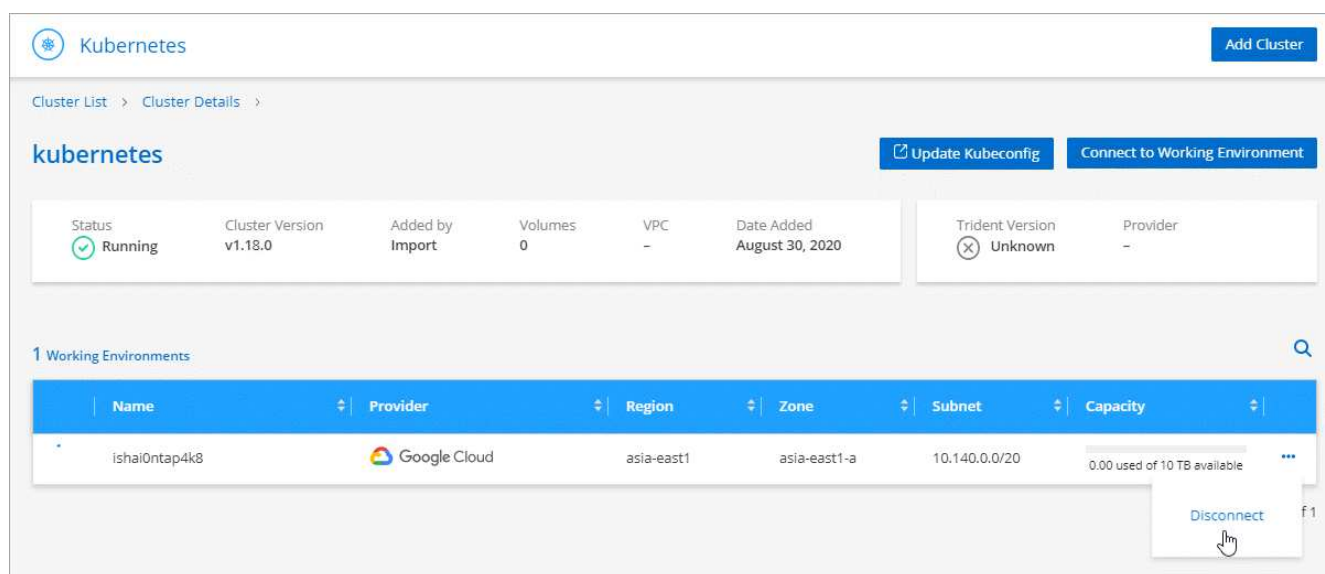 Kubernetes
Add Cluster
Cluster List > Cluster Details >
kubernetes
Update Kubeconfig
Connect to Working Environment
Status Cluster Version Added by Volumes VPC Date Added Trident Version Provider
Running v1.18.0 Import 0 – August 30, 2020 Unknown –
1 Working Environments
Name Provider Region Zone Subnet Capacity
ishai0ntap4k8 Google Cloud asia-east1 asia-east1-a 10.140.0.0/20 0.00 used of 10 TB available
Disconnect
f 1